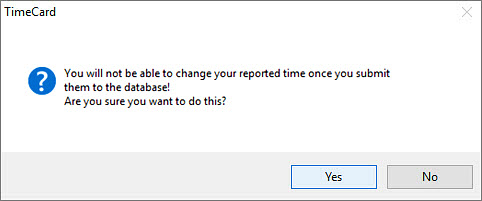 TimeCard
You will not be able to change your reported time once you submit
them to the database!
Are you sure you want to do this?
Yes
No